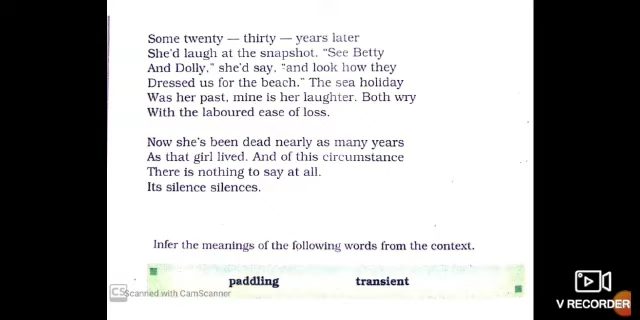 Some twenty — thirty — years later
She'd laugh at the snapshot. "See Betty
And Dolly," she'd say, "and look how they
Dressed us for the beach." The sea holiday
Was her past, mine is her laughter. Both wry
With the laboured ease of loss.
Now she's been dead nearly as many years
As that girl lived. And of this circumstance
There is nothing to say at all.
Its silence silences.
Infer the meanings of the following words from the context.
paddling transient
CS Scanned with CamScanner
V RECORDER